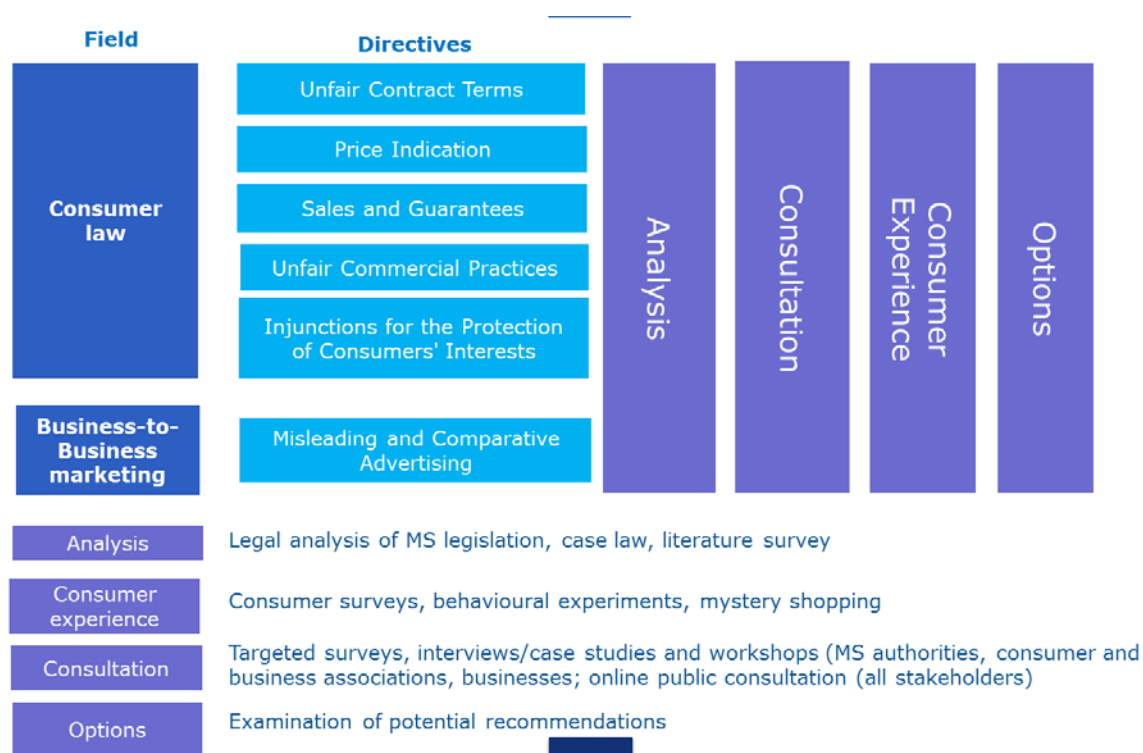 Field
Directives
Consumer
law
Unfair Contract Terms
Price Indication
Sales and Guarantees
Unfair Commercial Practices
Injunctions for the Protection
of Consumers' Interests
Business-to-
Business
marketing
Misleading and Comparative
Advertising
Analysis
Consultation
Consumer
Experience
Options
Analysis
Legal analysis of MS legislation, case law, literature survey
Consumer
experience
Consumer surveys, behavioural experiments, mystery shopping
Consultation
Targeted surveys, interviews/case studies and workshops (MS authorities, consumer and
business associations, businesses; online public consultation (all stakeholders)
Options
Examination of potential recommendations